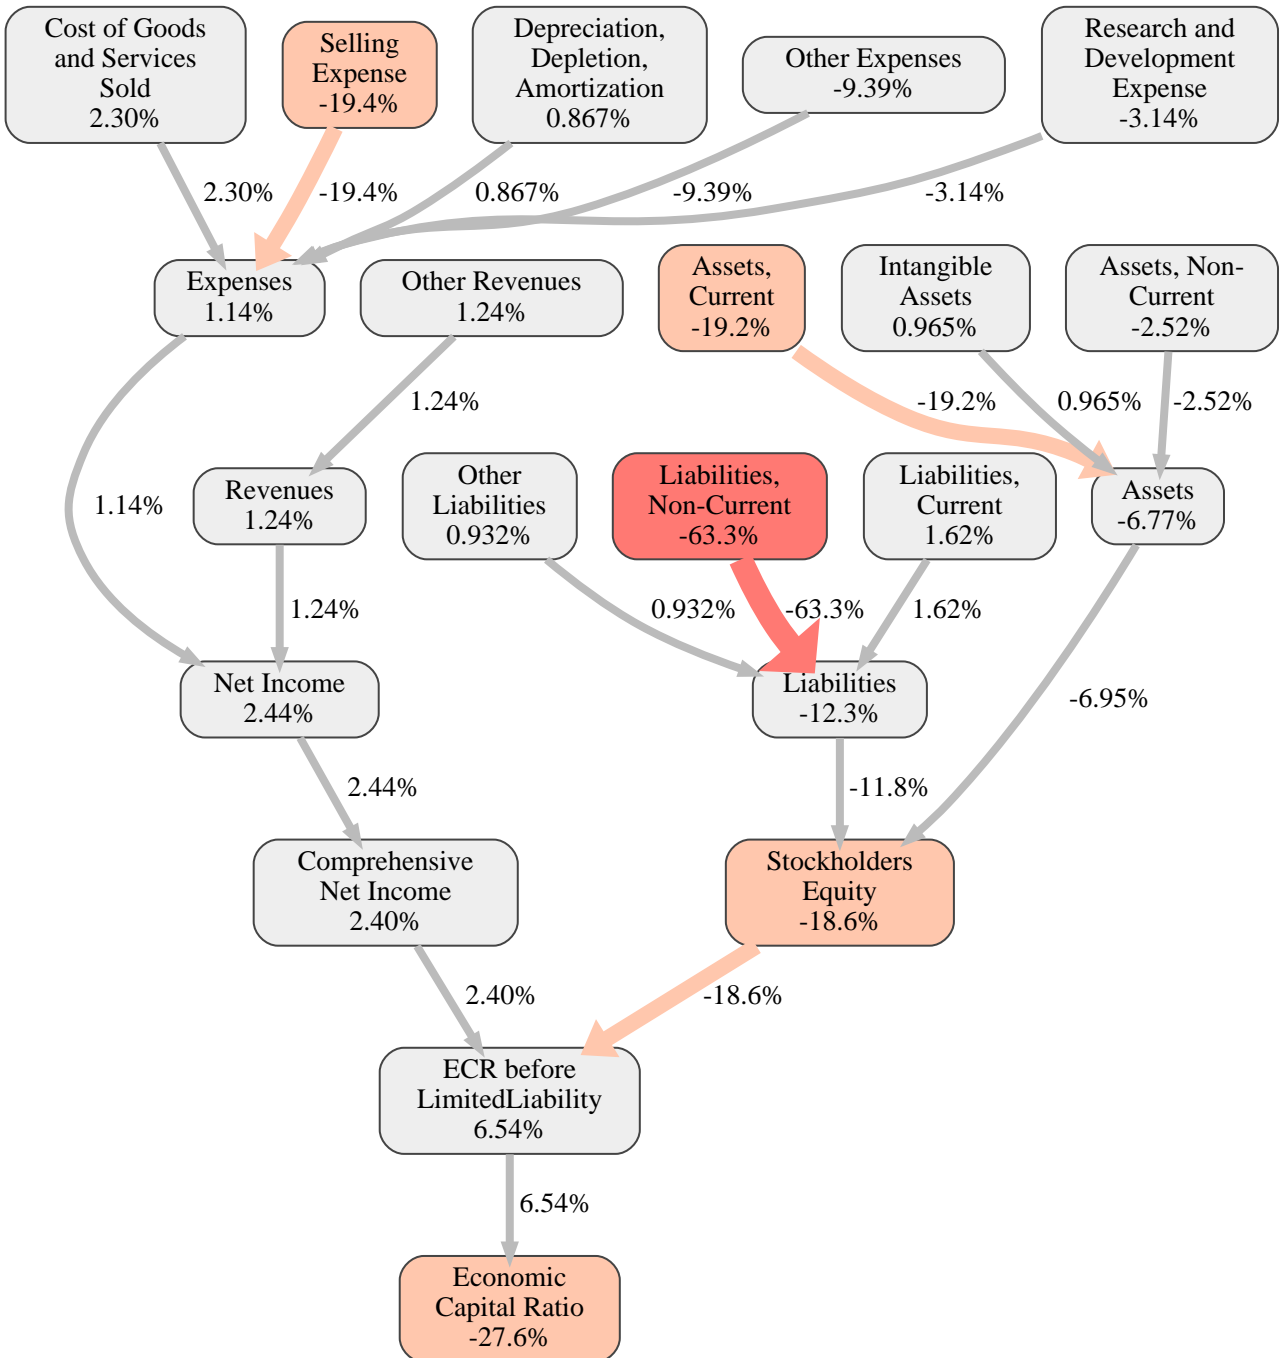 Cost of Goods
and Services
Sold
2.30%
Selling
Expense
-19.4%
Depreciation,
Depletion,
Amortization
0.867%
Other Expenses
-9.39%
Research and
Development
Expense
-3.14%
2.30%
-19.4%
0.867%
-9.39%
-3.14%
Expenses
1.14%
Other Revenues
1.24%
Assets,
Current
-19.2%
Intangible
Assets
0.965%
Assets, Non-
Current
-2.52%
1.24%
-19.2%
0.965%
-2.52%
1.14%
Revenues
1.24%
Other
Liabilities
0.932%
Liabilities,
Non-Current
-63.3%
Liabilities,
Current
1.62%
Assets
-6.77%
1.24%
0.932%
-63.3%
1.62%
Net Income
2.44%
Liabilities
-12.3%
-6.95%
2.44%
-11.8%
Comprehensive
Net Income
2.40%
Stockholders
Equity
-18.6%
2.40%
-18.6%
ECR before
LimitedLiability
6.54%
6.54%
Economic
Capital Ratio
-27.6%